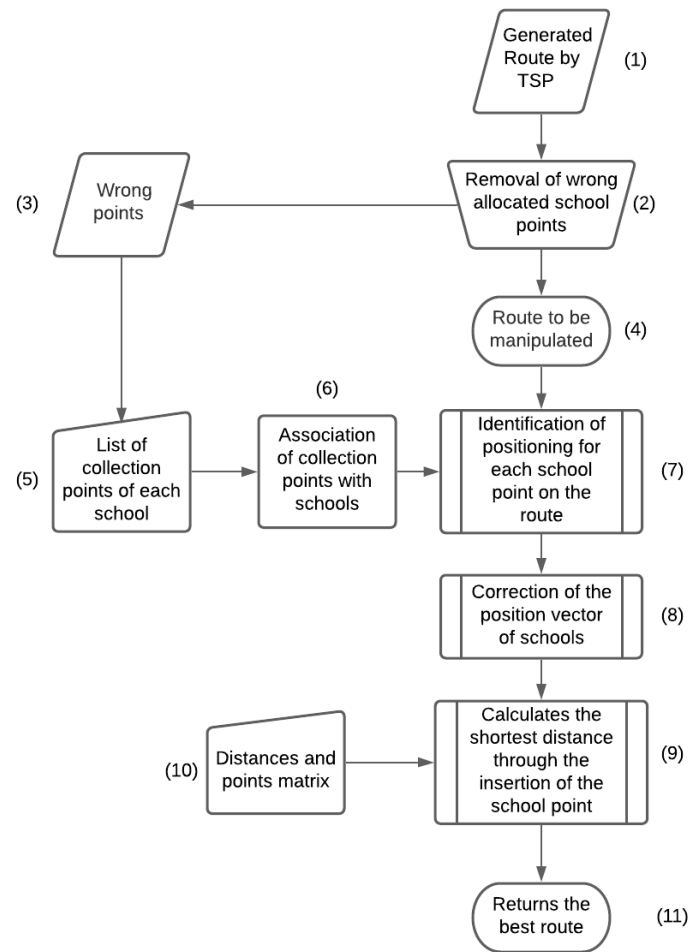 Generated
Route by
TSP
(1)
Removal of wrong
allocated school
points
(2)
Wrong
points
(3)
Route to be
manipulated
(4)
List of
collection
points of each
school
(5)
Association
of collection
points with
schools
(6)
Identification of
positioning for
each school
point on the
route
(7)
Correction of the
position vector
of schools
(8)
Calculates the
shortest distance
through the
insertion of the
school point
(9)
Distances and
points matrix
(10)
Returns the
best route
(11)